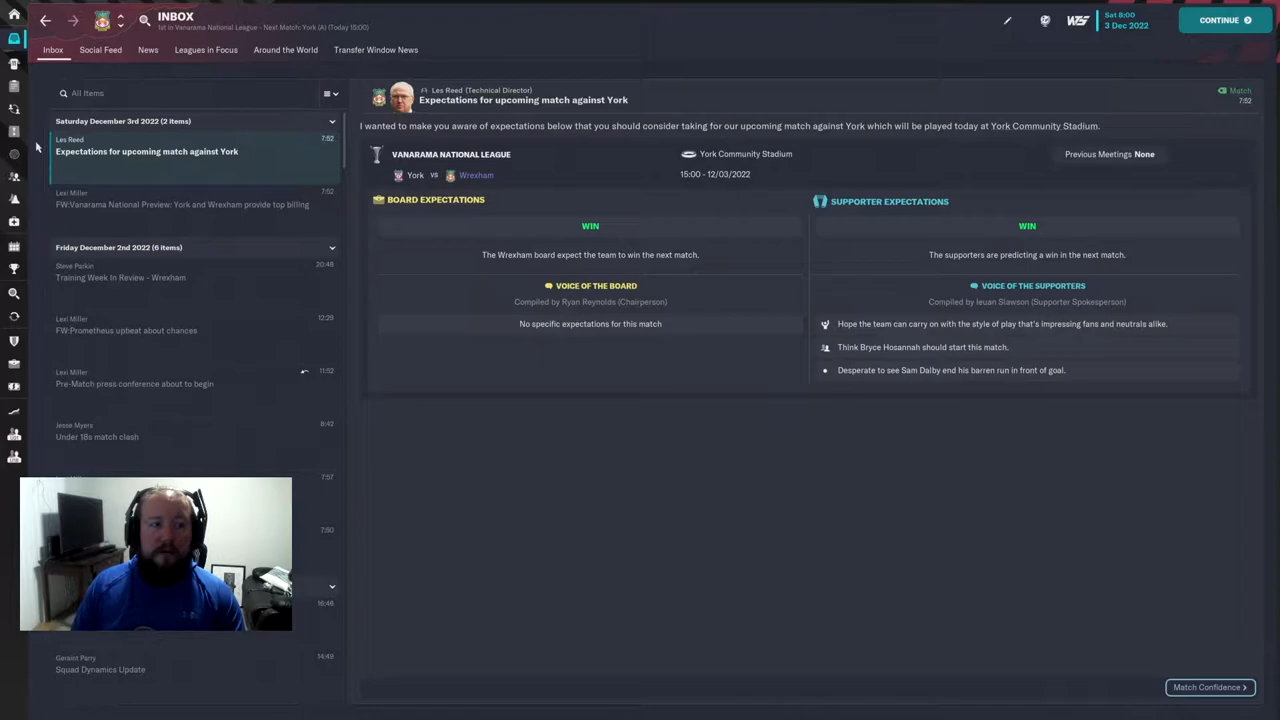 INBOX
1st in Vanarama National League - Next Match: York (A) (Today 15:00)
Sat 8:00
3 Dec 2022
CONTINUE
Inbox
Social Feed
News
Leagues in Focus
Around the World
Transfer Window News
All Items
Saturday December 3rd 2022 (2 items)
Les Reed
7:52
Expectations for upcoming match against York
Lexi Miller
7:52
FW:Vanarama National Preview: York and Wrexham provide top billing
Friday December 2nd 2022 (6 items)
Steve Parkin
20:48
Training Week In Review - Wrexham
Lexi Miller
12:28
FW:Prometheus upbeat about chances
Lexi Miller
11:52
Pre-Match press conference about to begin
Jesse Myers
8:42
Under 18s match clash
7:57
7:50
16:46
Geraint Parry
14:49
Squad Dynamics Update
Les Reed (Technical Director)
Expectations for upcoming match against York
Match
7:52
I wanted to make you aware of expectations below that you should consider taking for our upcoming match against York which will be played today at York Community Stadium.
VANARAMA NATIONAL LEAGUE
York Community Stadium
Previous Meetings None
York vs Wrexham
15:00 - 12/03/2022
BOARD EXPECTATIONS
WIN
The Wrexham board expect the team to win the next match.
VOICE OF THE BOARD
Compiled by Ryan Reynolds (Chairperson)
No specific expectations for this match
SUPPORTER EXPECTATIONS
WIN
The supporters are predicting a win in the next match.
VOICE OF THE SUPPORTERS
Compiled by Ieuan Slawson (Supporter Spokesperson)
Hope the team can carry on with the style of play that's impressing fans and neutrals alike.
Think Bryce Hosannah should start this match.
Desperate to see Sam Dalby end his barren run in front of goal.
Match Confidence >